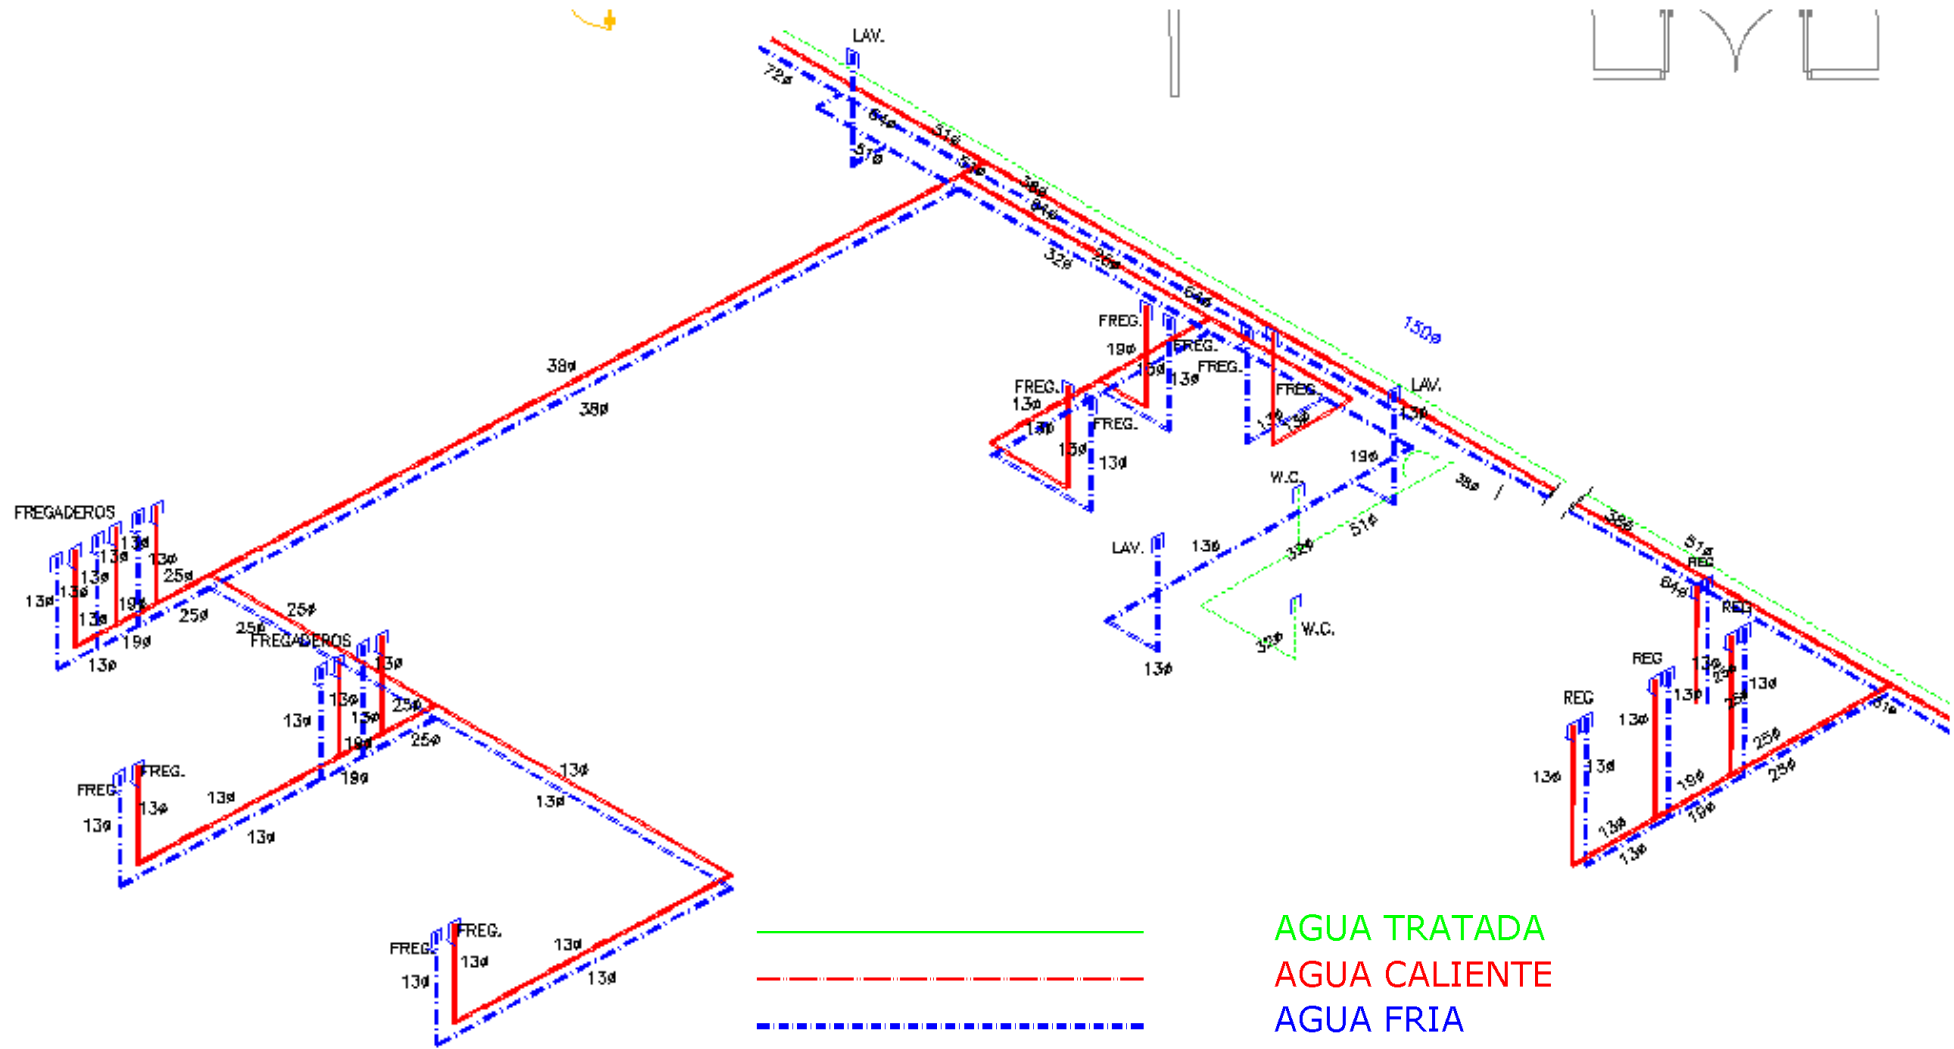 LAV.
72ø
64ø
51ø
51ø
38ø
64ø
32ø
64ø
150ø
FREG.
19ø
FREG.
13ø
FREG.
FREG.
FREG.
13ø
13ø
13ø
13ø
FREG.
LAV.
13ø
19ø
38ø
W.C.
51ø
32ø
LAV.
13ø
13ø
32ø
W.C.
38ø
38ø
FREGADEROS
13ø
13ø
13ø
13ø
13ø
25ø
13ø
13ø
19ø
25ø
19ø
13ø
25ø
25ø
FREGADEROS
13ø
13ø
13ø
25ø
13ø
19ø
25ø
19ø
FREG.
FREG
13ø
13ø
13ø
13ø
13ø
13ø
FREG.
FREG.
13ø
13ø
13ø
13ø
38ø
51ø
REG
64ø
REG
REG
13ø
25ø
13ø
13ø
REG
13ø
25ø
51ø
13ø
13ø
25ø
25ø
19ø
19ø
13ø
13ø
AGUA TRATADA
AGUA CALIENTE
AGUA FRIA